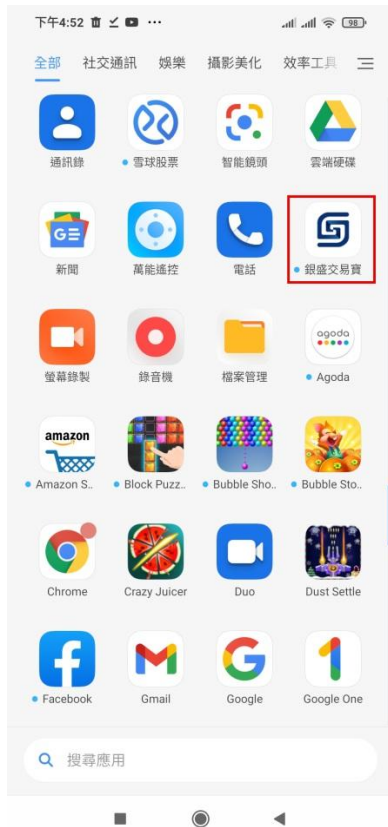 下午4:52 ... 98
全部 社交通訊 娛樂 攝影美化 效率工具
通訊錄 雪球股票 智能鏡頭 雲端硬碟
GE
新聞 萬能遙控 電話 銀盛交易寶
agoda
螢幕錄製 錄音機 檔案管理 Agoda
amazon
Amazon S.. Block Puzz.. Bubble Sho.. Bubble Sto..
Chrome Crazy Juicer Duo Dust Settle
Facebook Gmail Google Google One
搜尋應用